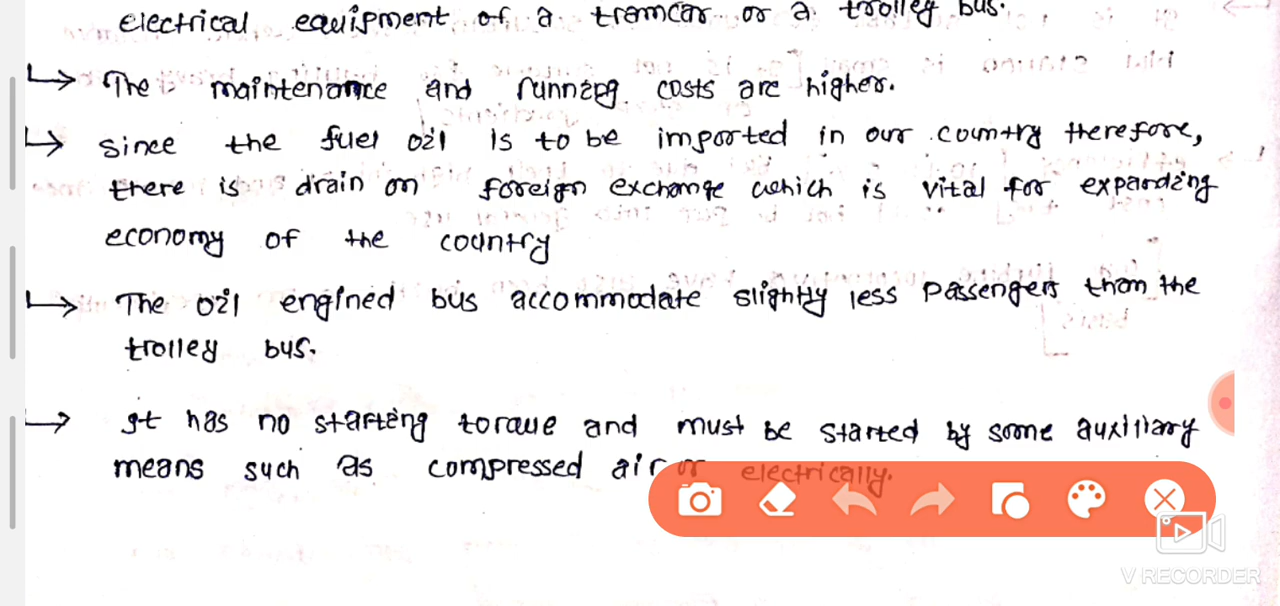 electrical equipment of a tramcar or a trolley bus.
↳ The maintenance and running costs are higher.
↳ since the fuel oil is to be imported in our country therefore,
there is drain on foreign exchange which is vital for expanding
economy of the country
↳ The oil engined bus accommodate slightly less passengers than the
trolley bus.
→ It has no starting torque and must be started by some auxiliary
means such as compressed air or electrically.
V RECORDER